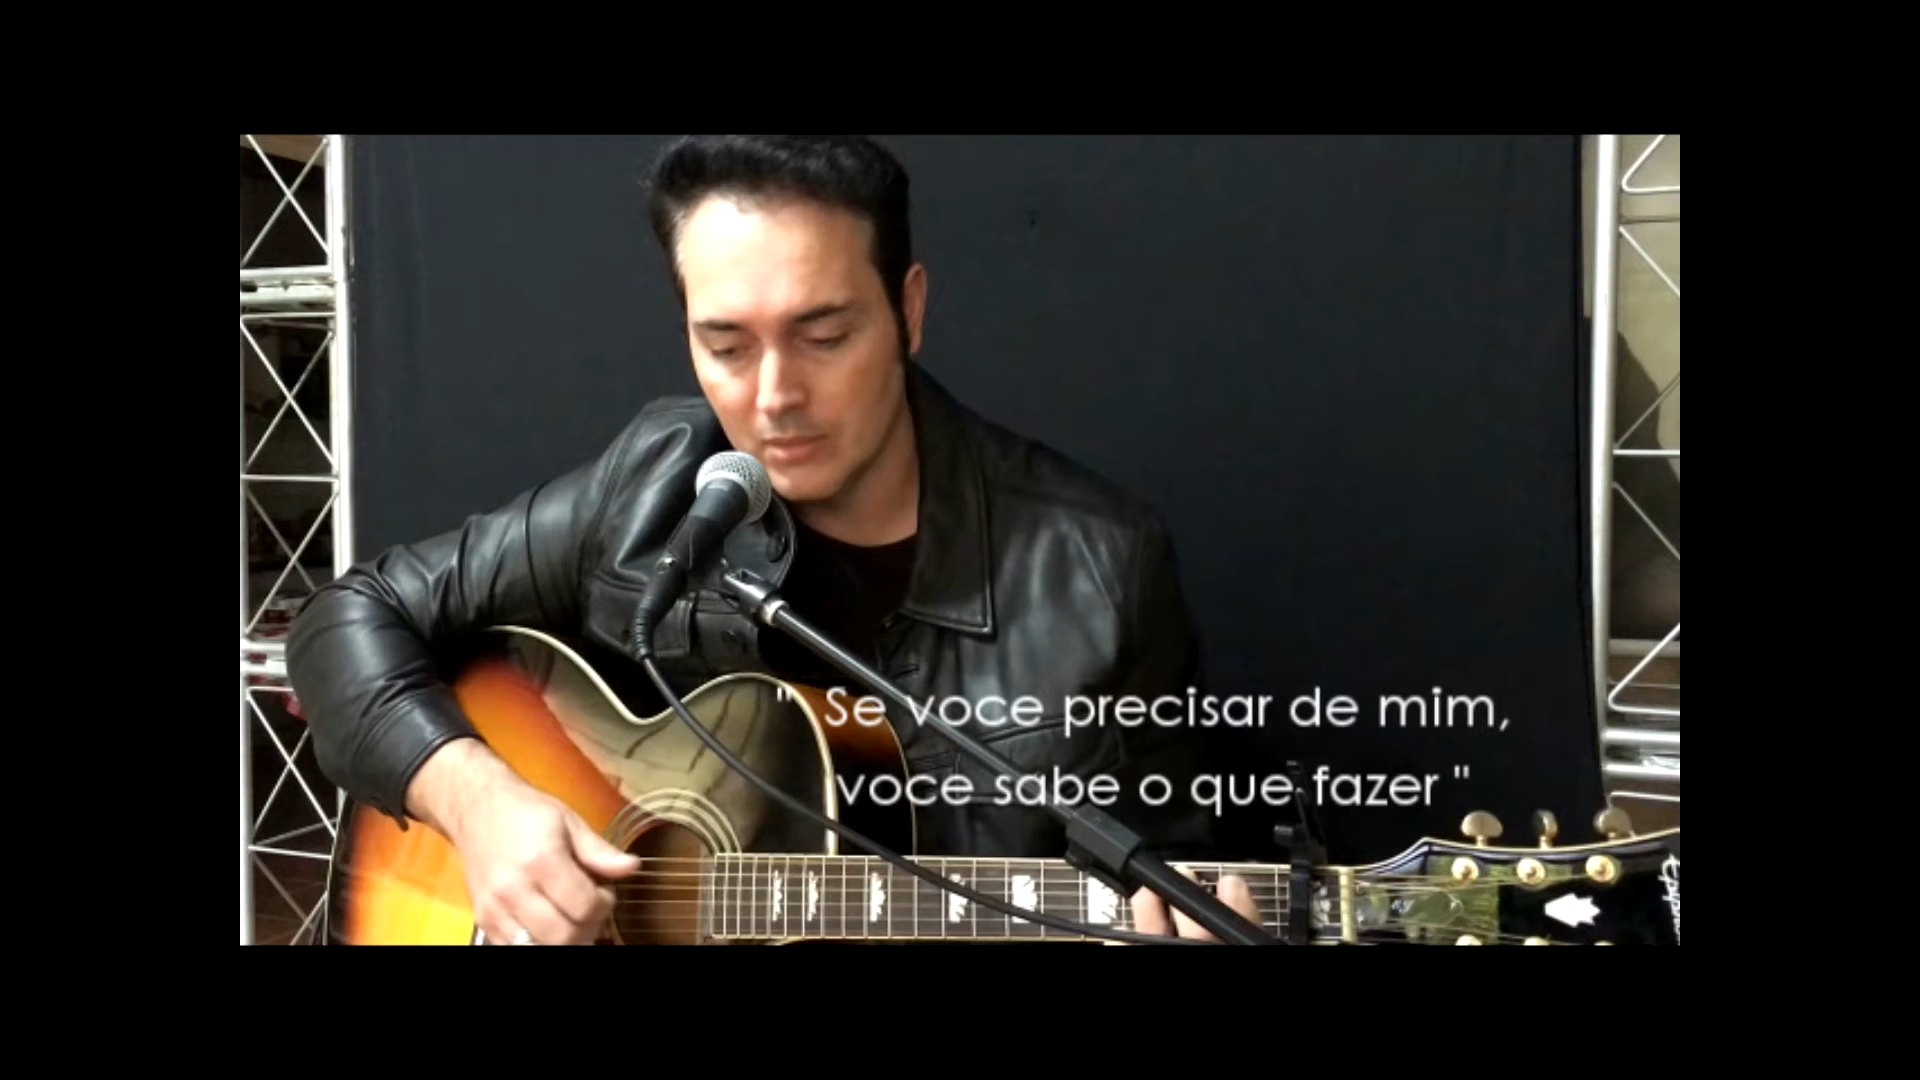 " Se voce precisar de mim,
voce sabe o que fazer "